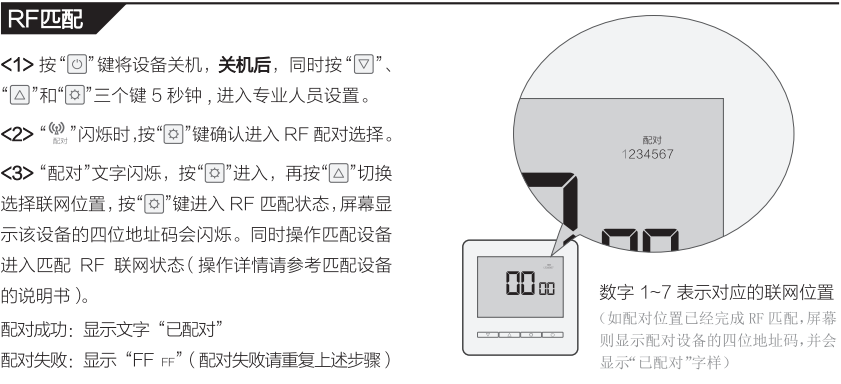 RF匹配
<1> 按“⏻”键将设备关机，关机后，同时按“▽”、
“△”和“⚙”三个键 5 秒钟 , 进入专业人员设置。
<2> “配对”闪烁时,按“⚙”键确认进入 RF 配对选择。
<3> “配对”文字闪烁，按“⚙”进入，再按“△”切换
选择联网位置，按“⚙”键进入 RF 匹配状态,屏幕显
示该设备的四位地址码会闪烁。同时操作匹配设备
进入匹配 RF 联网状态(操作详情请参考匹配设备
的说明书)。
配对成功：显示文字“已配对”
配对失败：显示“FF FF”(配对失败请重复上述步骤)
配对
1234567
00 00
数字 1~7 表示对应的联网位置
(如配对位置已经完成 RF 匹配,屏幕
则显示配对设备的四位地址码,并会
显示“已配对”字样)